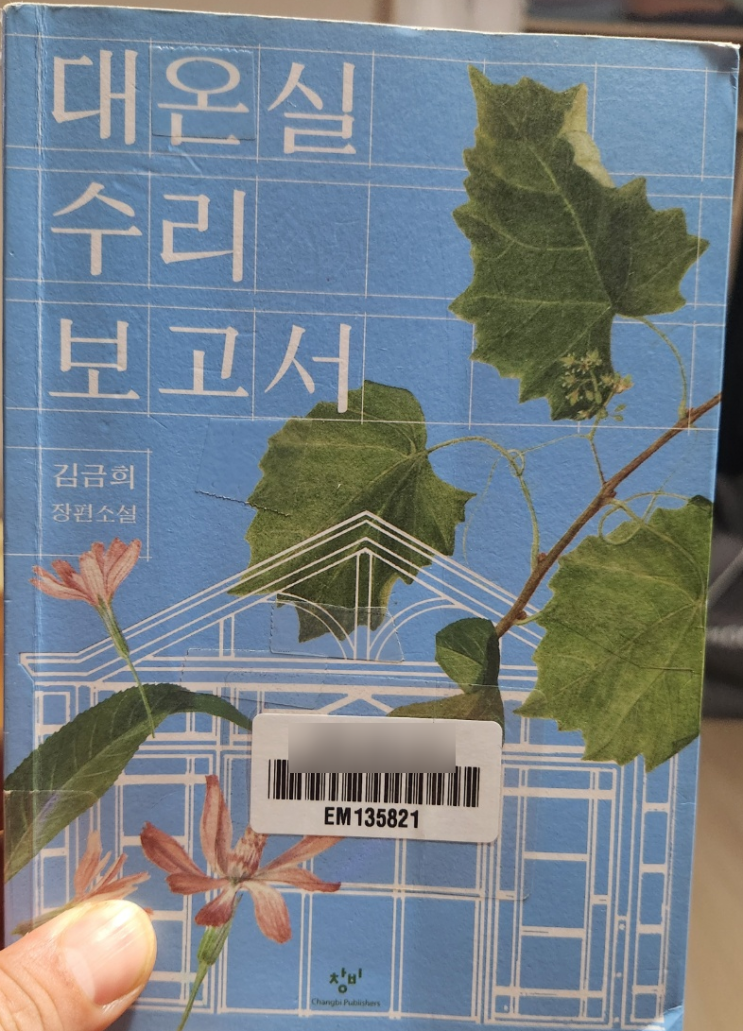 대온실
수리
보고서
김금희
장편소설
EM135821
창비
Changbi Publishers